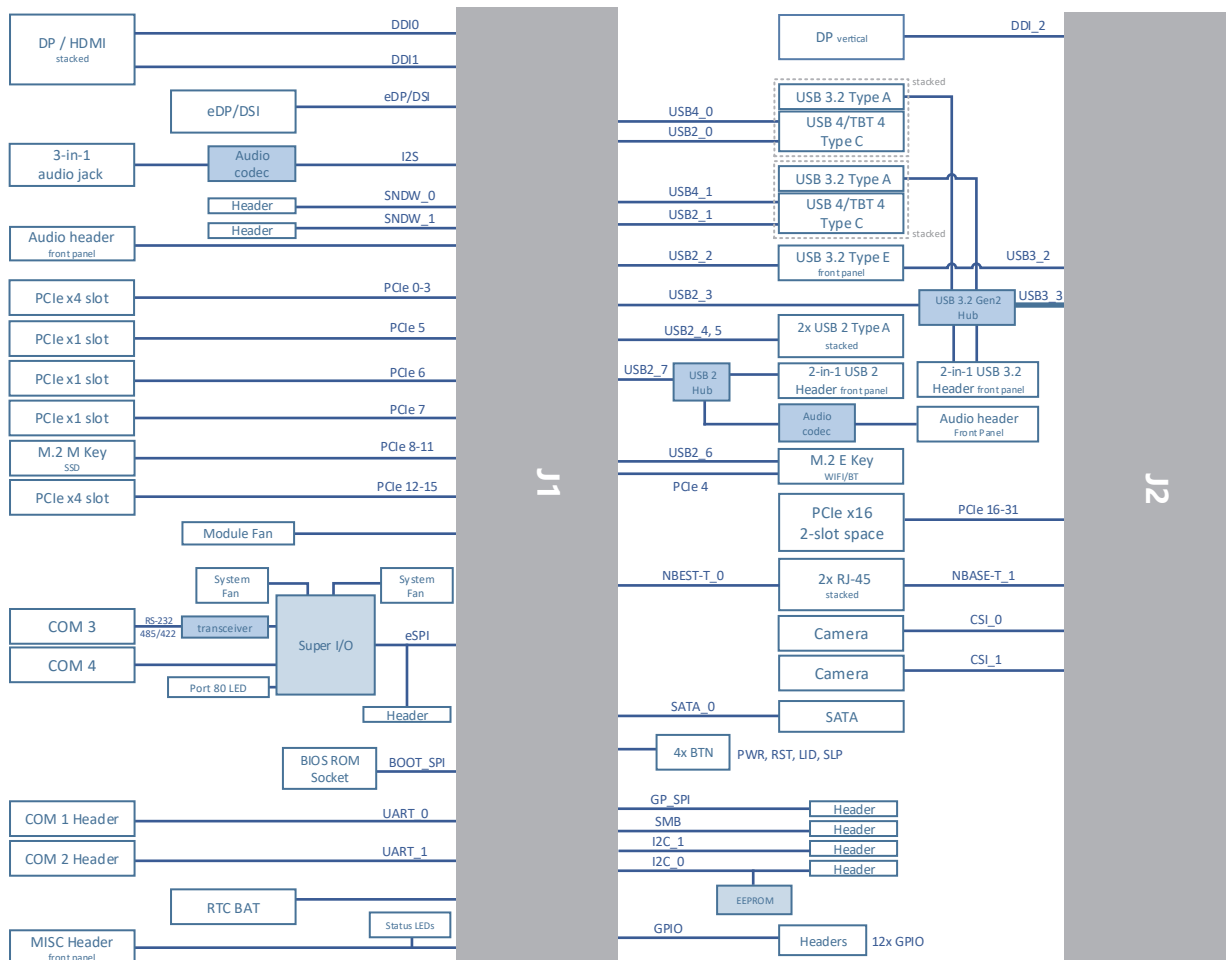 DP / HDMI
stacked
DDI0
DDI1
eDP/DSI
eDP/DSI
3-in-1
audio jack
Audio
codec
I2S
Header
SNDW_0
Header
SNDW_1
Audio header
front panel
PCIe x4 slot
PCIe 0-3
PCIe x1 slot
PCIe 5
PCIe x1 slot
PCIe 6
PCIe x1 slot
PCIe 7
M.2 M Key
SSD
PCIe 8-11
PCIe x4 slot
PCIe 12-15
Module Fan
System
Fan
System
Fan
COM 3
RS-232
485/422
transceiver
Super I/O
eSPI
COM 4
Port 80 LED
Header
BIOS ROM
Socket
BOOT_SPI
COM 1 Header
UART_0
COM 2 Header
UART_1
RTC BAT
Status LEDs
MISC Header
front panel
J1
DP vertical
DDI_2
stacked
USB 3.2 Type A
USB4_0
USB2_0
USB 4/TBT 4
Type C
USB 3.2 Type A
USB4_1
USB2_1
USB 4/TBT 4
Type C
stacked
USB2_2
USB 3.2 Type E
front panel
USB3_2
USB2_3
USB 3.2 Gen2
Hub
USB3_3
USB2_4, 5
2x USB 2 Type A
stacked
USB2_7
USB 2
Hub
2-in-1 USB 2
Header front panel
2-in-1 USB 3.2
Header front panel
Audio
codec
Audio header
Front Panel
USB2_6
PCIe 4
M.2 E Key
WIFI/BT
PCIe x16
2-slot space
PCIe 16-31
NBEST-T_0
2x RJ-45
stacked
NBASE-T_1
Camera
CSI_0
Camera
CSI_1
SATA_0
SATA
4x BTN
PWR, RST, LID, SLP
GP_SPI
Header
SMB
Header
I2C_1
Header
I2C_0
Header
EEPROM
GPIO
Headers
12x GPIO
J2